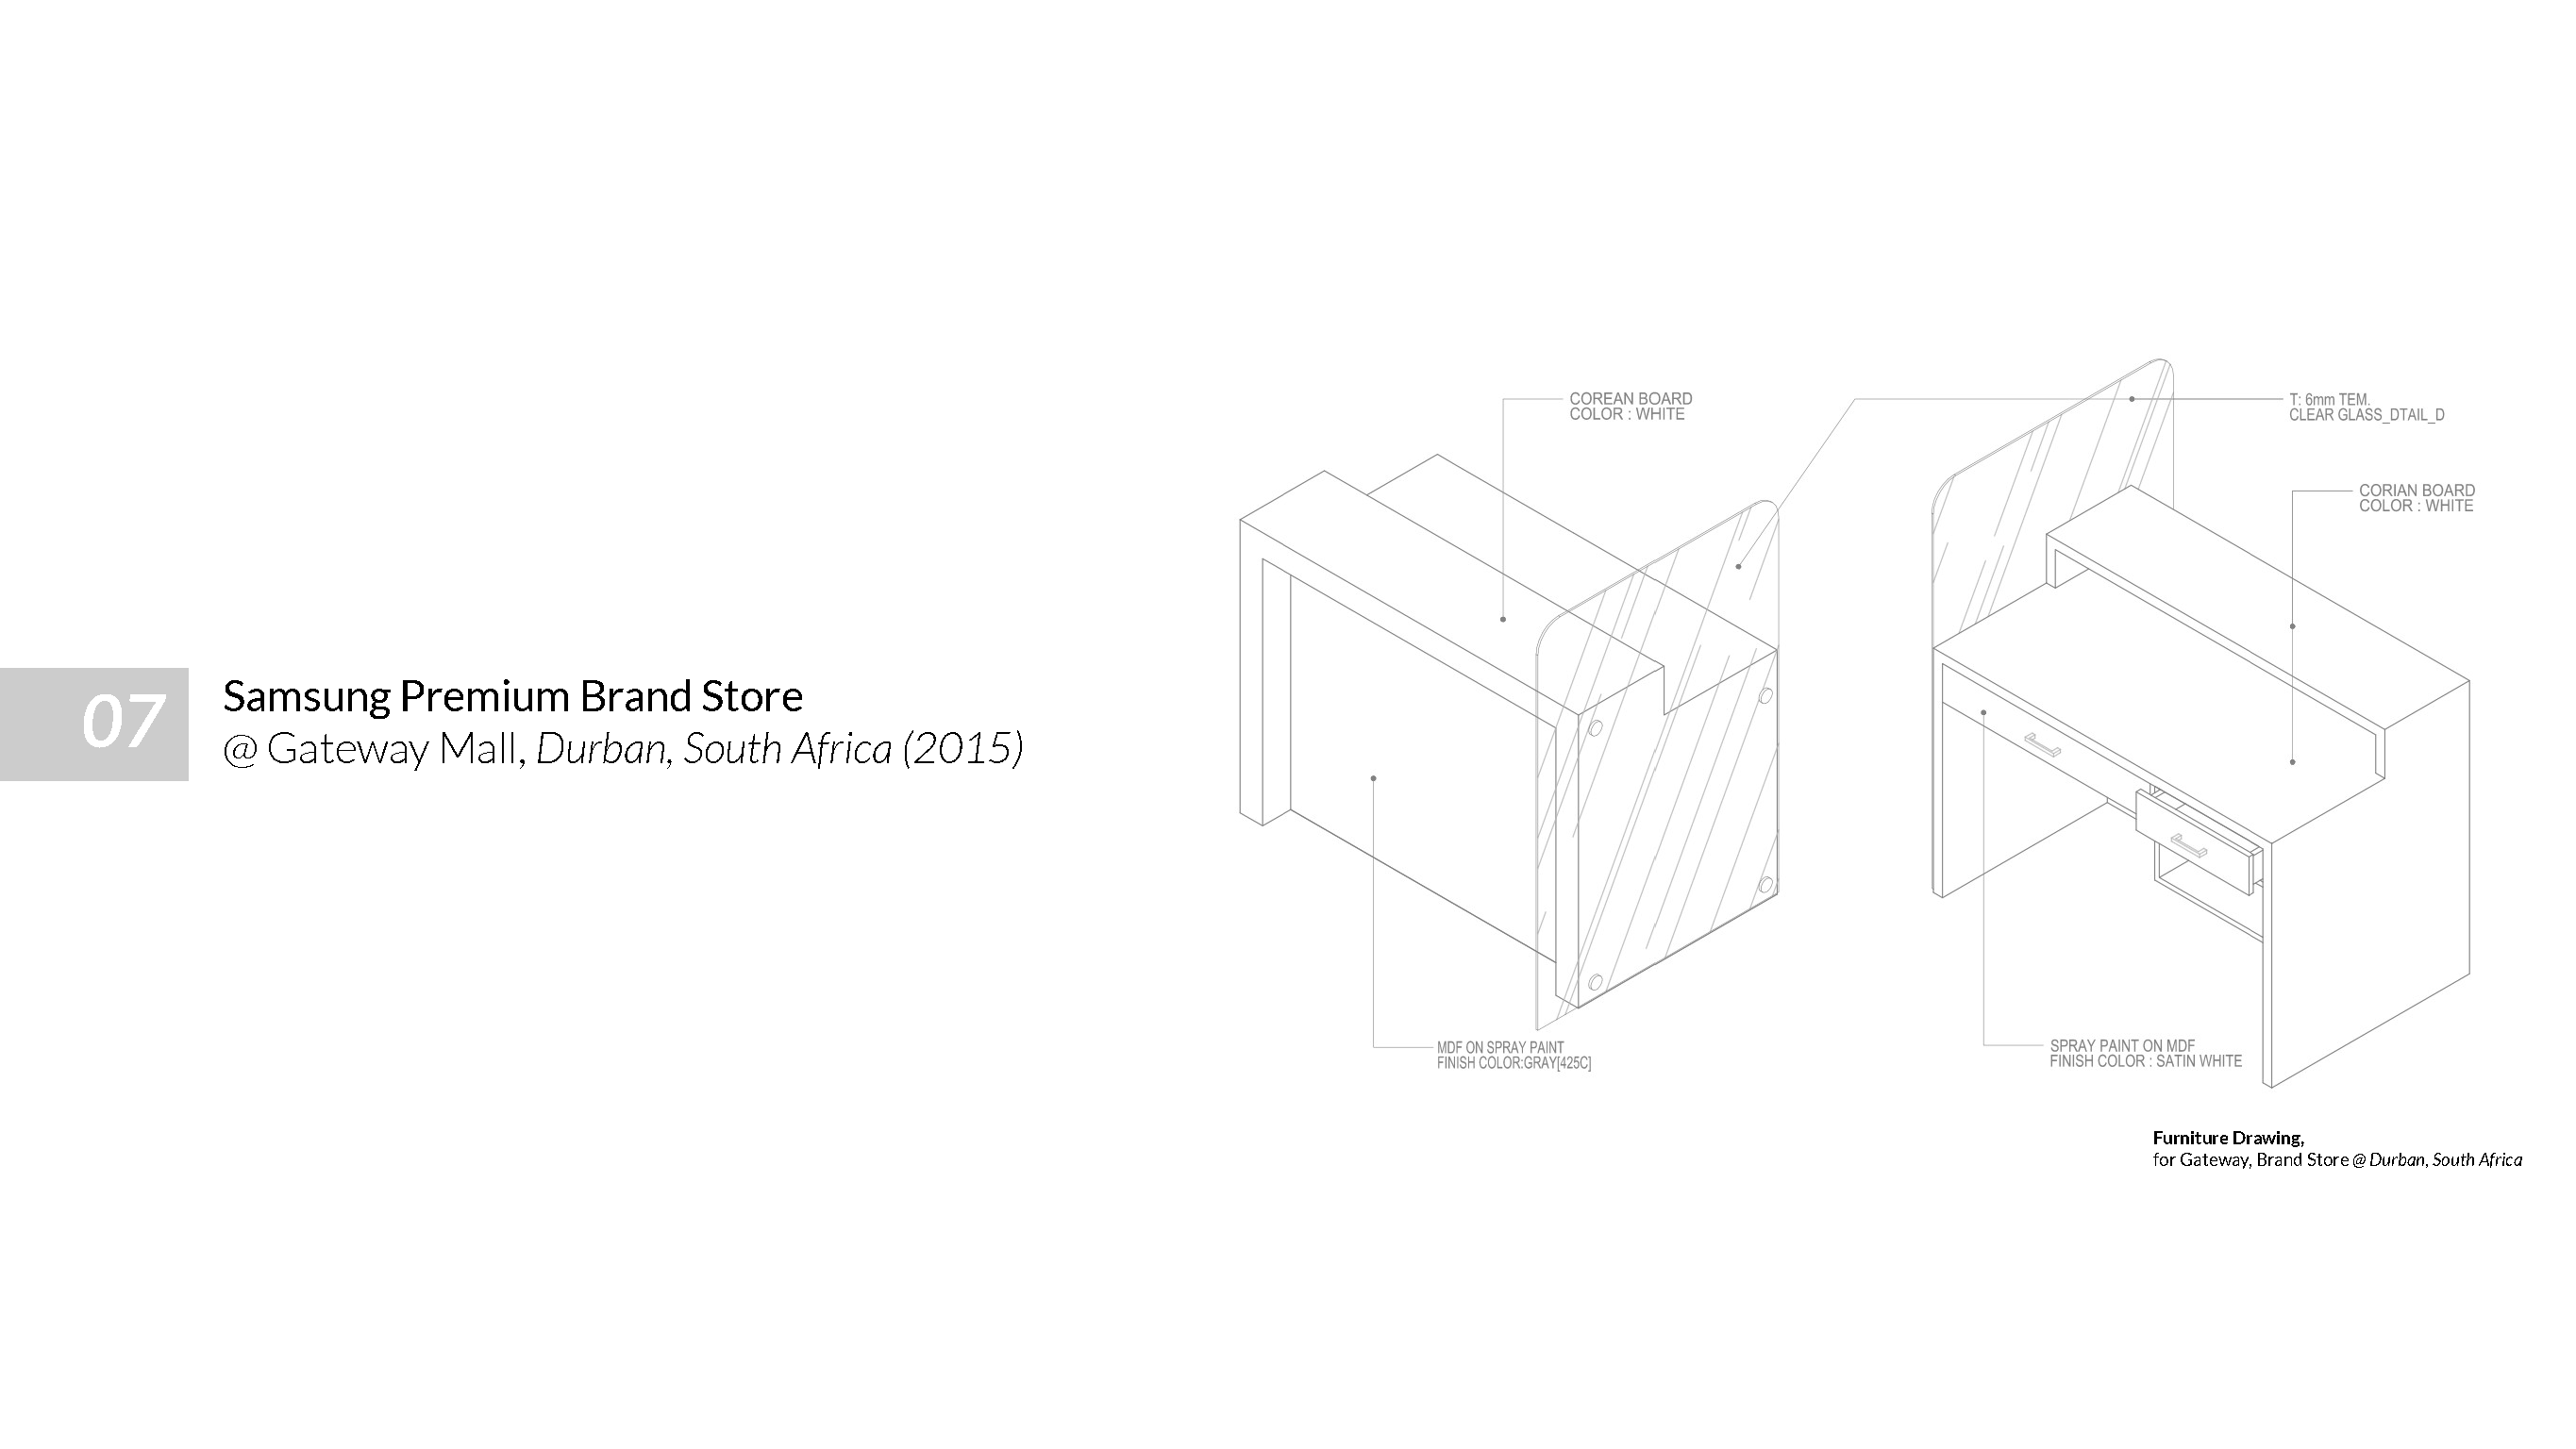 07
Samsung Premium Brand Store
@ Gateway Mall, Durban, South Africa (2015)
COREAN BOARD
COLOR : WHITE
T: 6mm TEM.
CLEAR GLASS_DTAIL_D
CORIAN BOARD
COLOR : WHITE
MDF ON SPRAY PAINT
FINISH COLOR:GRAY[425C]
SPRAY PAINT ON MDF
FINISH COLOR : SATIN WHITE
Furniture Drawing,
for Gateway, Brand Store @ Durban, South Africa